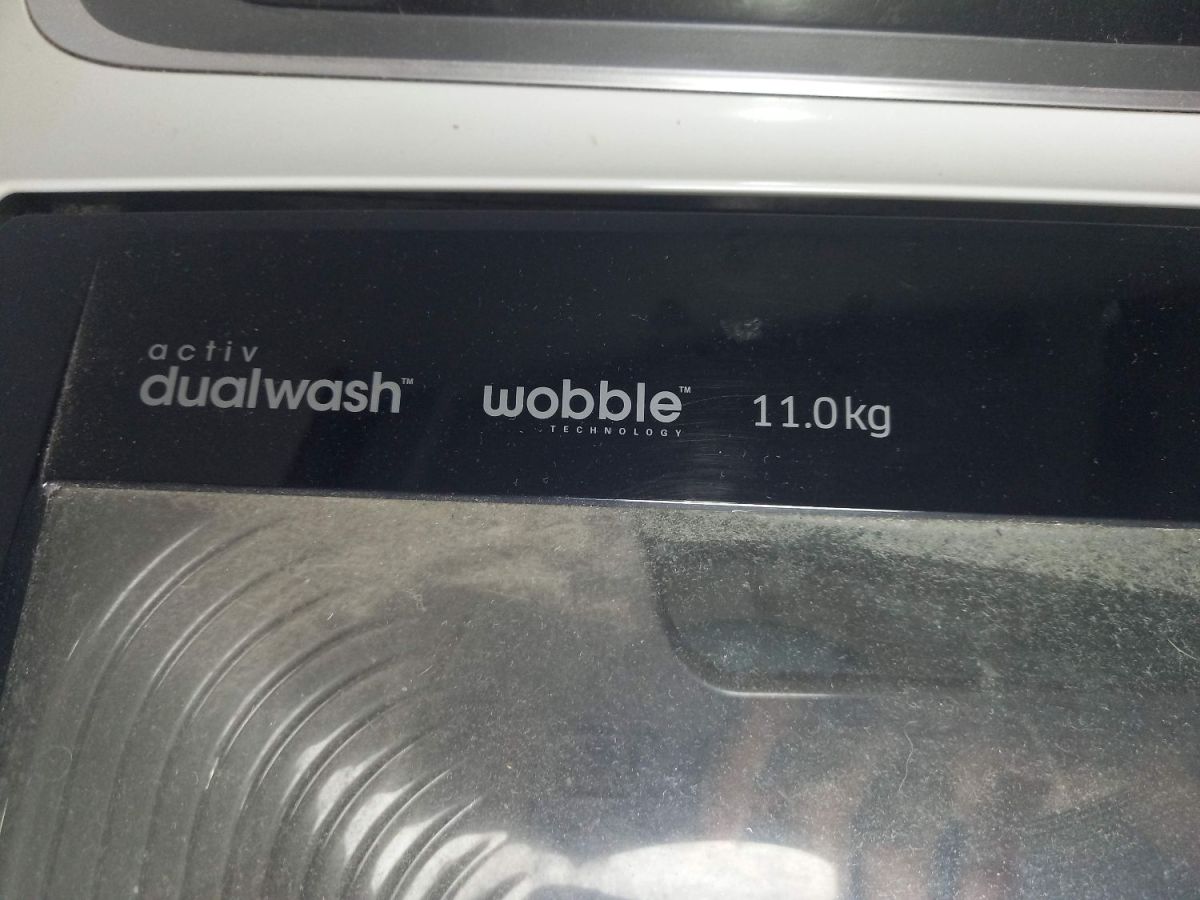 activ
dualwash™
wobble™
TECHNOLOGY
11.0kg